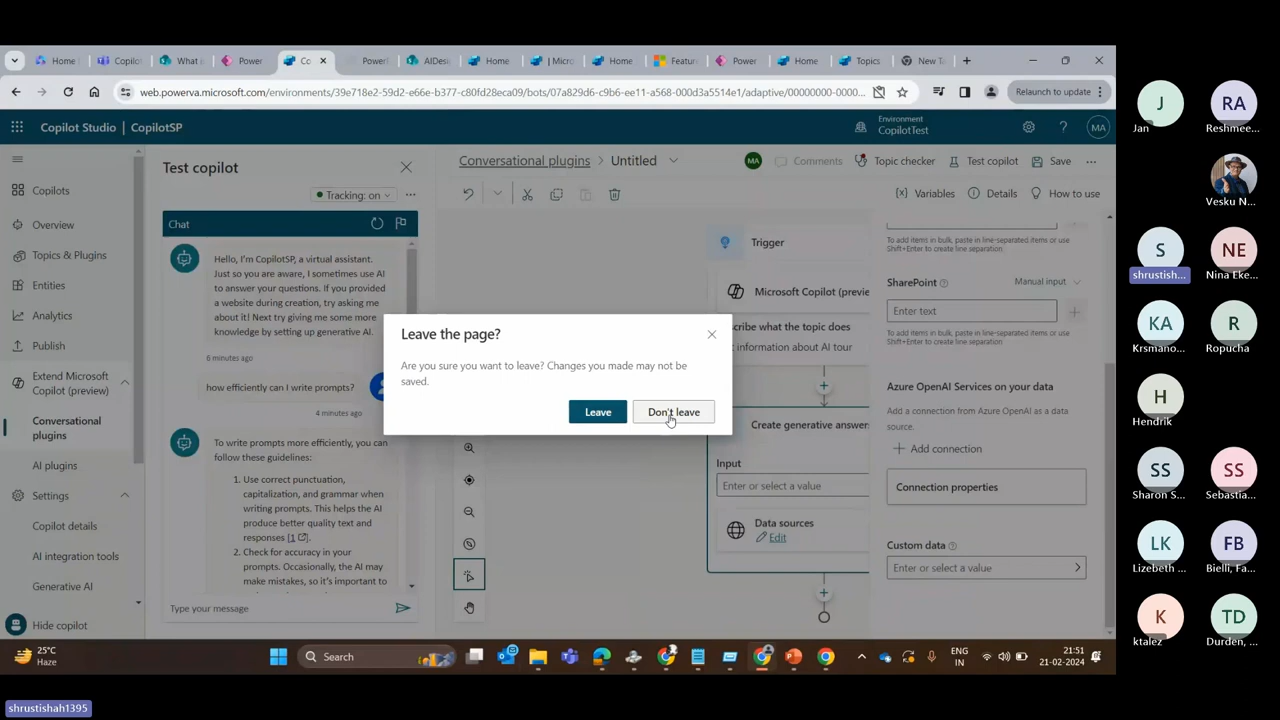 Home
Copilo
What i
Power
Co
PowerI
AIDesi
Home
| Micro
Home
Featur
Power
Home
Topics
New Ta
web.powerva.microsoft.com/environments/39e718e2-59d2-e66e-b377-c80fd28eca09/bots/07a829d6-c9b6-ee11-a568-000d3a5514e1/adaptive/00000000-0000...
Relaunch to update
Copilot Studio | CopilotSP
Environment
CopilotTest
MA
Copilots
Overview
Topics & Plugins
Entities
Analytics
Publish
Extend Microsoft
Copilot (preview)
Conversational
plugins
AI plugins
Settings
Copilot details
AI integration tools
Generative AI
Hide copilot
Test copilot
Tracking: on
Chat
Hello, I'm CopilotSP, a virtual assistant.
Just so you are aware, I sometimes use AI
to answer your questions. If you provided
a website during creation, try asking me
about it! Next try giving me some more
knowledge by setting up generative AI.
6 minutes ago
how efficiently can I write prompts?
4 minutes ago
To write prompts more efficiently, you can
follow these guidelines:
1. Use correct punctuation,
capitalization, and grammar when
writing prompts. This helps the AI
produce better quality text and
responses [1].
2. Check for accuracy in your
prompts. Occasionally, the AI may
make mistakes, so it's important to
Type your message
Conversational plugins > Untitled
MA
Comments
Topic checker
Test copilot
Save
{x} Variables
Details
How to use
Trigger
Microsoft Copilot (previe
cribe what the topic does
t information about AI tour
Create generative answer
Input
Enter or select a value
Data sources
Edit
To add items in bulk, paste in line-separated items or use
Shift+Enter to create line breaks.
SharePoint
Manual input
Enter text
To add items in bulk, paste in line-separated items or use
Shift+Enter to create line breaks.
Azure OpenAI Services on your data
Add a connection from Azure OpenAI as a data
source.
Add connection
Connection properties
Custom data
Enter or select a value
Leave the page?
Are you sure you want to leave? Changes you made may not be
saved.
Leave
Don't leave
25°C
Haze
Search
ENG
IN
21:51
21-02-2024
shrustishah1395
J
Jan
RA
Reshmee...
Vesku N...
S
shrustish...
NE
Nina Eke...
KA
Krsmano...
R
Ropucha
H
Hendrik
SS
Sharon S...
SS
Sebastia...
LK
Lizebeth ...
FB
Bielli, Fa...
K
ktalez
TD
Durden,...